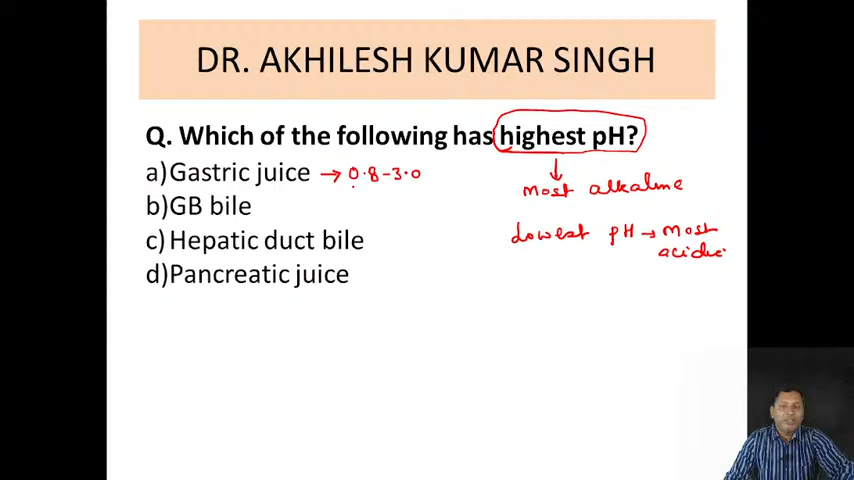 DR. AKHILESH KUMAR SINGH
Q. Which of the following has highest pH?
a)Gastric juice → 0.8-3.0
b)GB bile
c) Hepatic duct bile
d)Pancreatic juice
↓
most alkaline
Lowest pH → most
acidic